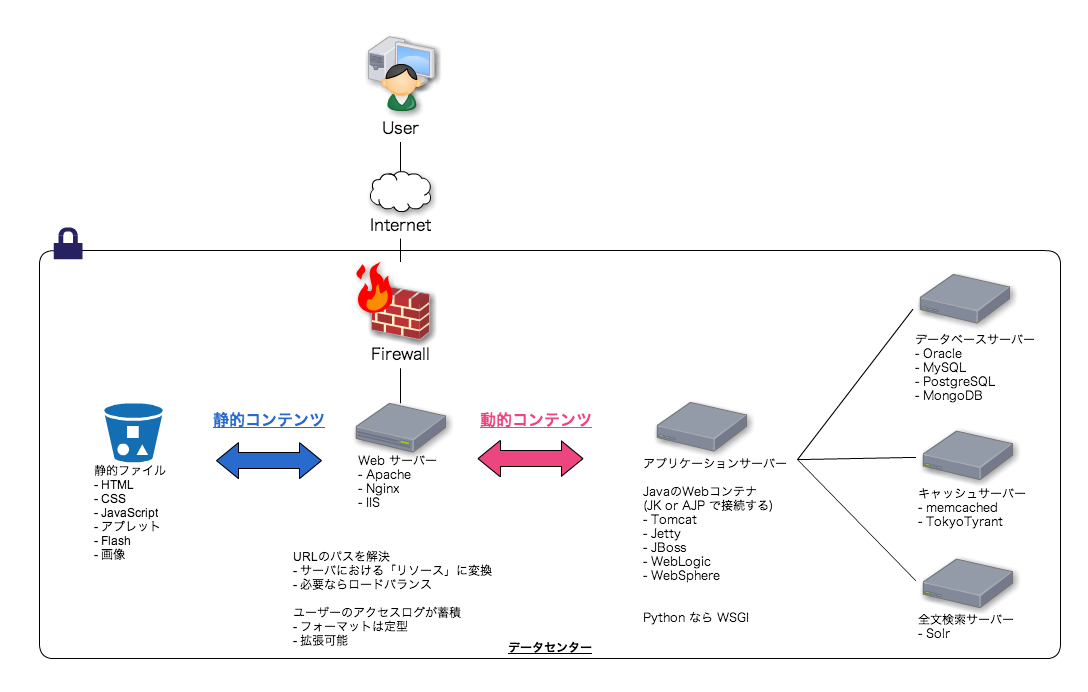 User
Internet
Firewall
静的コンテンツ
動的コンテンツ
静的ファイル
- HTML
- CSS
- JavaScript
- アプレット
- Flash
- 画像
Web サーバー
- Apache
- Nginx
- IIS
URLのパスを解決
- サーバにおける「リソース」に変換
- 必要ならロードバランス
ユーザーのアクセスログが蓄積
- フォーマットは定型
- 拡張可能
アプリケーションサーバー
JavaのWebコンテナ
(JK or AJP で接続する)
- Tomcat
- Jetty
- JBoss
- WebLogic
- WebSphere
Python なら WSGI
データベースサーバー
- Oracle
- MySQL
- PostgreSQL
- MongoDB
キャッシュサーバー
- memcached
- TokyoTyrant
全文検索サーバー
- Solr
データセンター